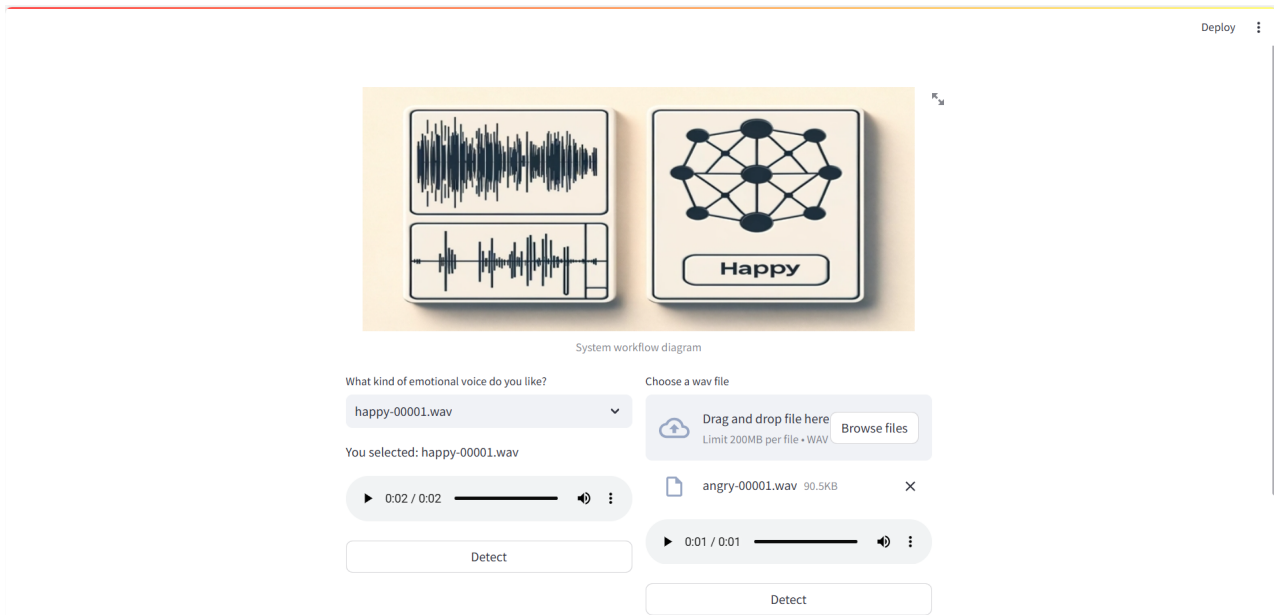 Deploy
Happy
System workflow diagram
What kind of emotional voice do you like?
happy-00001.wav
You selected: happy-00001.wav
0:02 / 0:02
Detect
Choose a wav file
Drag and drop file here
Limit 200MB per file • WAV
Browse files
angry-00001.wav 90.5KB
0:01 / 0:01
Detect